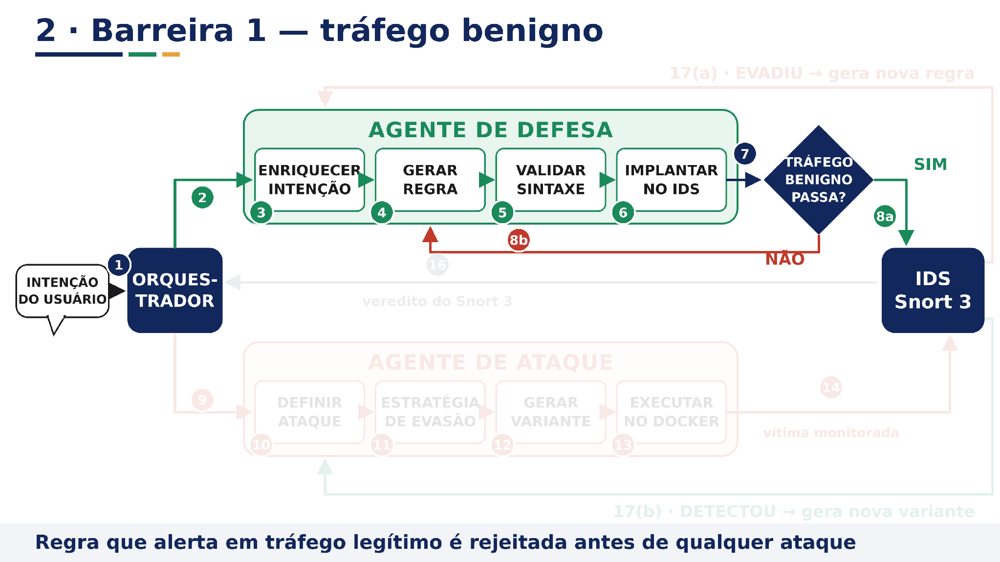 2 · Barreira 1 — tráfego benigno
17(a) · EVADIU → gera nova regra
AGENTE DE DEFESA
ENRIQUECER
INTENÇÃO
3
GERAR
REGRA
4
VALIDAR
SINTAXE
5
IMPLANTAR
NO IDS
6
7
TRÁFEGO
BENIGNO
PASSA?
SIM
8a
2
8b
NÃO
16
1
INTENÇÃO
DO USUÁRIO
ORQUES-
TRADOR
veredito do Snort 3
IDS
Snort 3
AGENTE DE ATAQUE
9
DEFINIR
ATAQUE
10
ESTRATÉGIA
DE EVASÃO
11
GERAR
VARIANTE
12
EXECUTAR
NO DOCKER
13
14
vítima monitorada
17(b) · DETECTOU → gera nova variante
Regra que alerta em tráfego legítimo é rejeitada antes de qualquer ataque